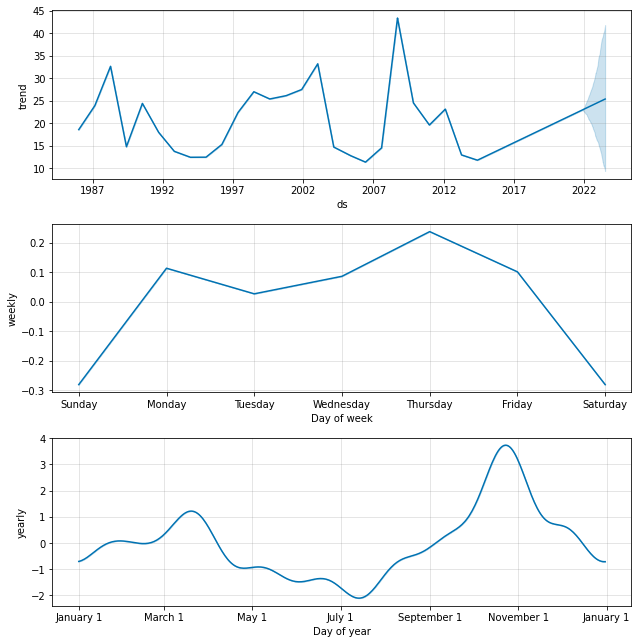 45
40
35
30
25
20
15
10
trend
1987 1992 1997 2002 2007 2012 2017 2022
ds
0.2
0.1
0.0
−0.1
−0.2
−0.3
weekly
Sunday Monday Tuesday Wednesday Thursday Friday Saturday
Day of week
4
3
2
1
0
−1
−2
yearly
January 1 March 1 May 1 July 1 September 1 November 1 January 1
Day of year